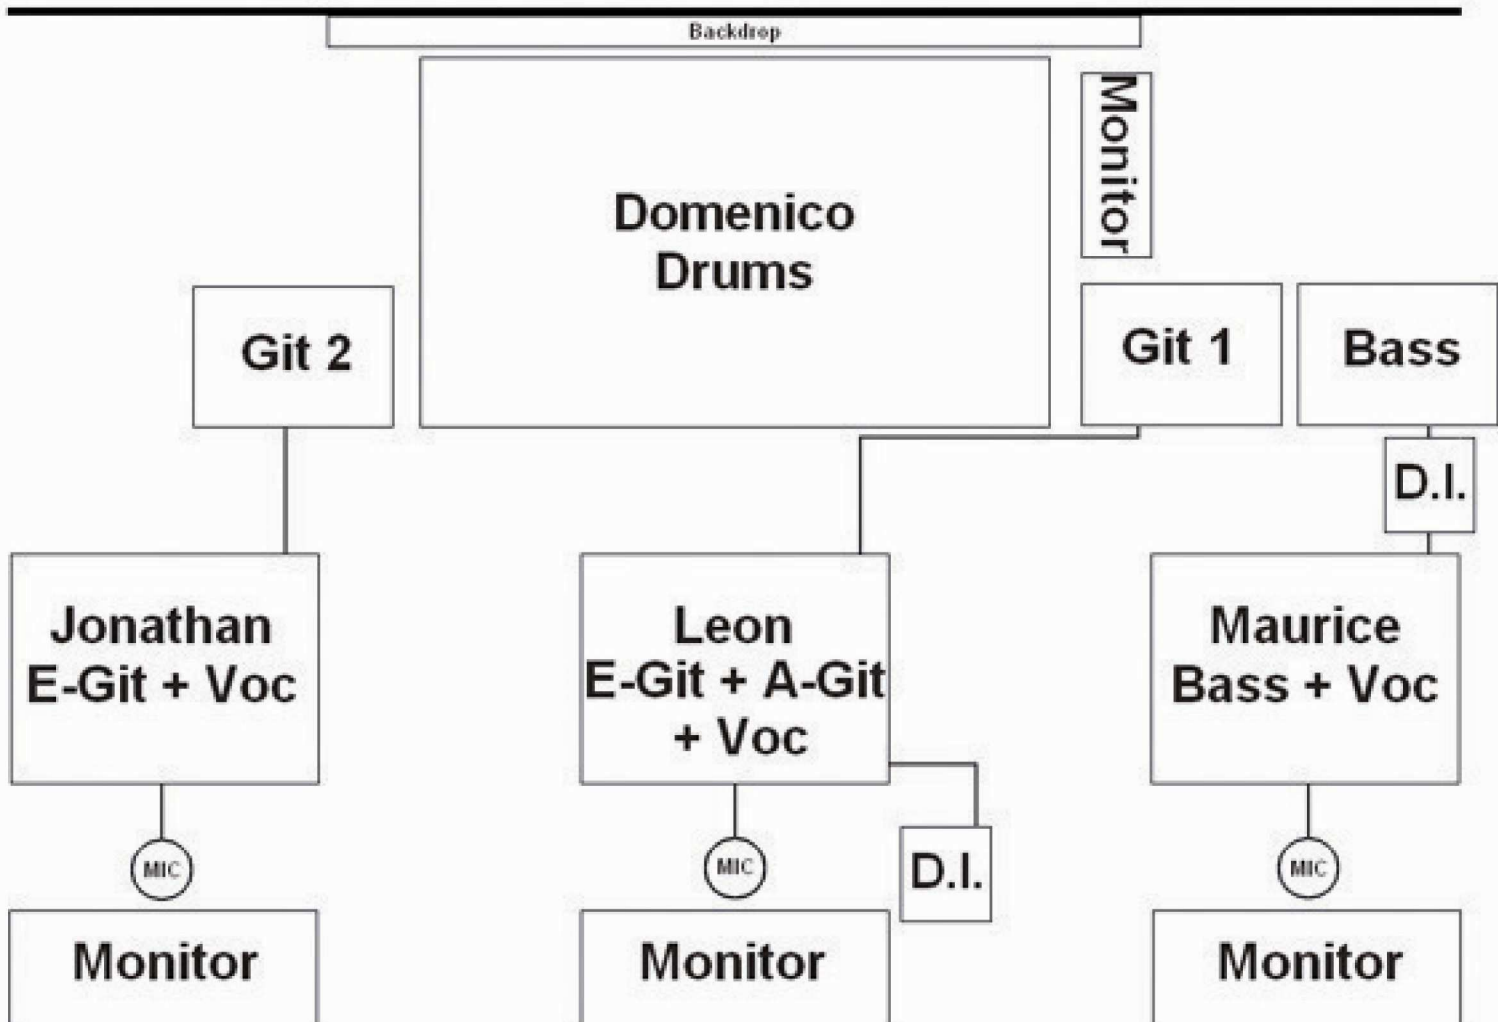 Backdrop
Monitor
Domenico
Drums
Git 2
Git 1
Bass
D.I.
Jonathan
E-Git + Voc
Leon
E-Git + A-Git
+ Voc
Maurice
Bass + Voc
MIC
MIC
D.I.
MIC
Monitor
Monitor
Monitor